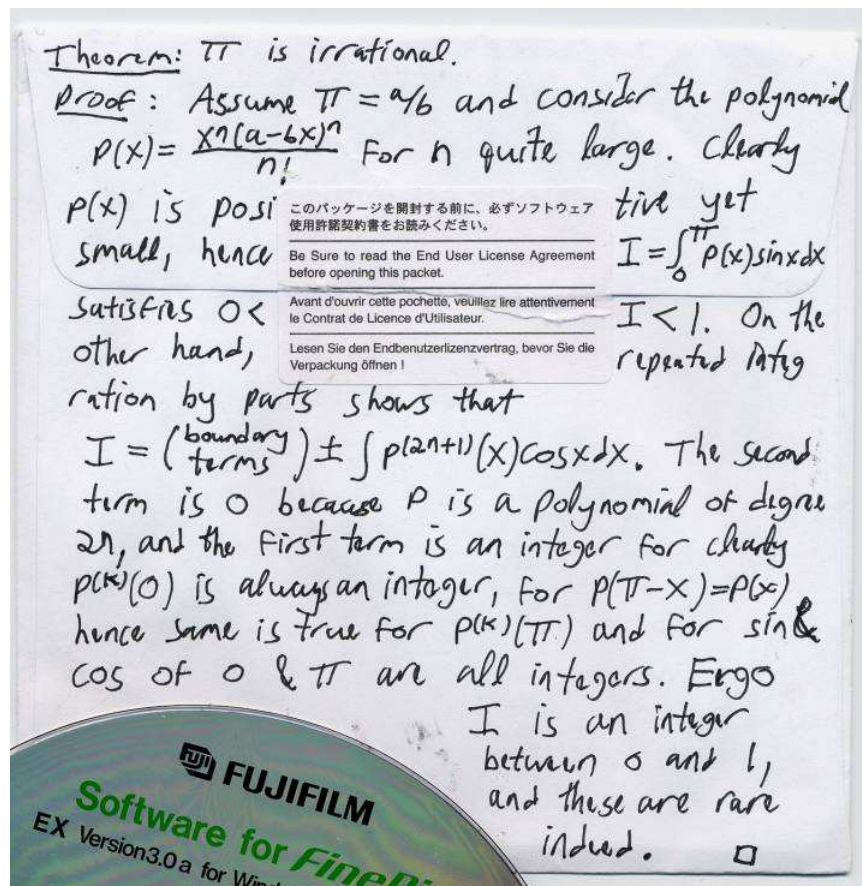 Theorem: π is irrational.
Proof: Assume π = a/b and consider the polynomial
P(x) = xⁿ(a-bx)ⁿ/n! For n quite large. Clearly
P(x) is posi tive yet
small, hence I=∫₀^π P(x)sinxdx
satisfies 0< I<1. On the
other hand, repeated integ
ration by parts shows that
I = (boundary terms) ± ∫ P⁽²ⁿ⁺¹⁾(x)cosxdx. The second
term is 0 because P is a polynomial of degree
2n, and the first term is an integer for clearly
P⁽ᵏ⁾(0) is always an integer, for P(π-x)=P(x)
hence same is true for P⁽ᵏ⁾(π) and for sin &
cos of 0 & π are all integers. Ergo
I is an integer
between 0 and 1,
and these are rare
indeed. □
このパッケージを開封する前に、必ずソフトウェア
使用許諾契約書をお読みください。
Be Sure to read the End User License Agreement
before opening this packet.
Avant d'ouvrir cette pochette, veuillez lire attentivement
le Contrat de Licence d'Utilisateur.
Lesen Sie den Endbenutzerlizenzvertrag, bevor Sie die
Verpackung öffnen !
FUJI FUJIFILM
Software for
EX Version3.0a for